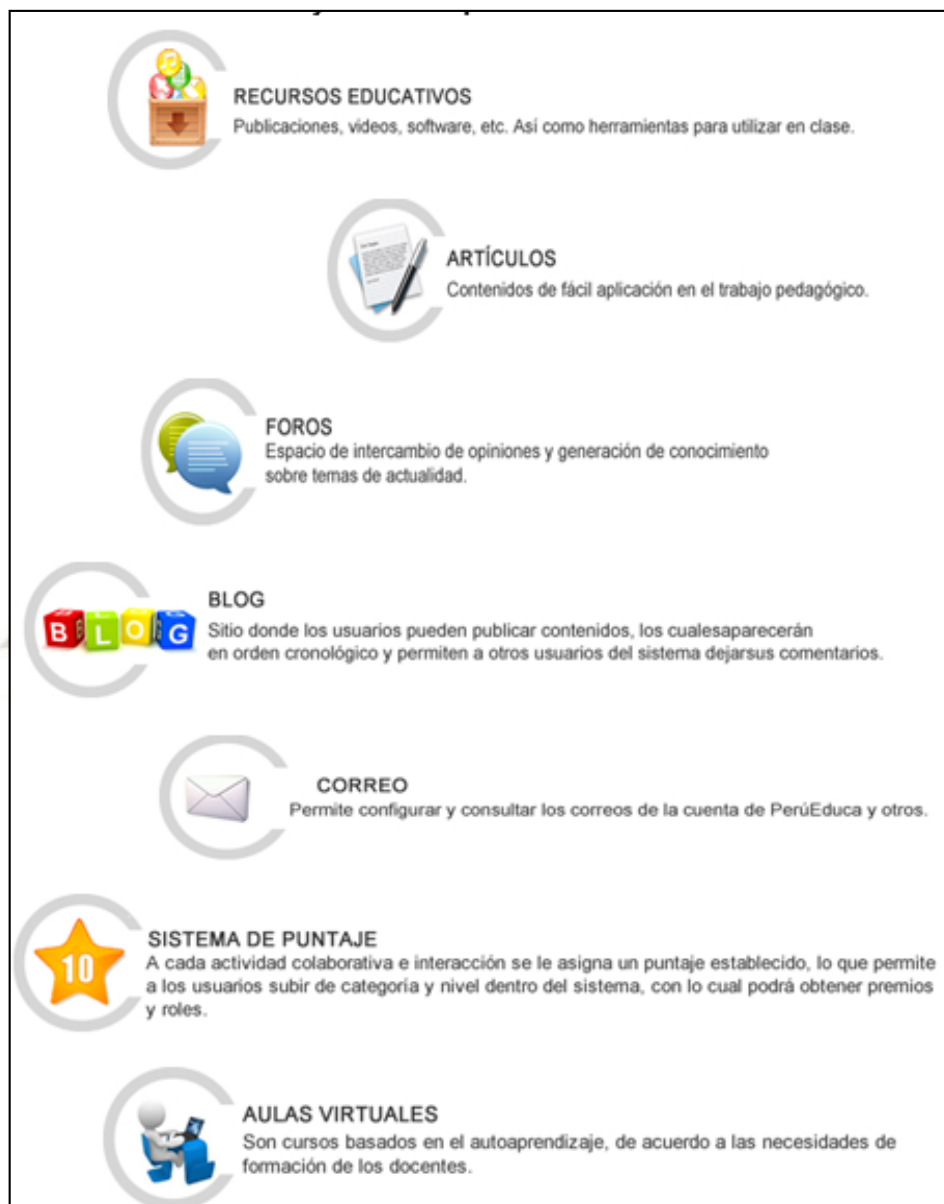 RECURSOS EDUCATIVOS
Publicaciones, videos, software, etc. Así como herramientas para utilizar en clase.
ARTÍCULOS
Contenidos de fácil aplicación en el trabajo pedagógico.
FOROS
Espacio de intercambio de opiniones y generación de conocimiento
sobre temas de actualidad.
BLOG
BLOG
Sitio donde los usuarios pueden publicar contenidos, los cualesaparecerán
en orden cronológico y permiten a otros usuarios del sistema dejarsus comentarios.
CORREO
Permite configurar y consultar los correos de la cuenta de PerúEduca y otros.
10
SISTEMA DE PUNTAJE
A cada actividad colaborativa e interacción se le asigna un puntaje establecido, lo que permite
a los usuarios subir de categoría y nivel dentro del sistema, con lo cual podrá obtener premios
y roles.
AULAS VIRTUALES
Son cursos basados en el autoaprendizaje, de acuerdo a las necesidades de
formación de los docentes.